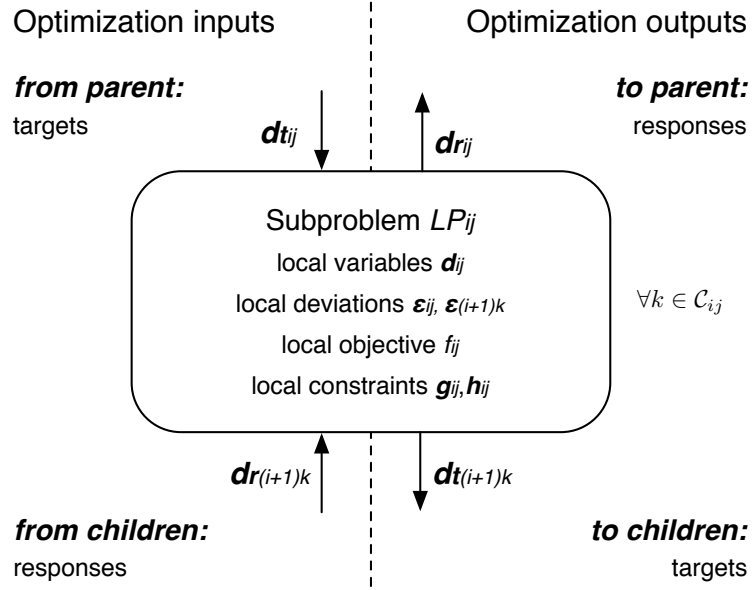 Optimization inputs
Optimization outputs
from parent:
targets
to parent:
responses
dtij
drij
Subproblem LPij
local variables dij
local deviations εij, ε(i+1)k
local objective fij
local constraints gij,hij
∀k ∈ Cij
dr(i+1)k
dt(i+1)k
from children:
responses
to children:
targets